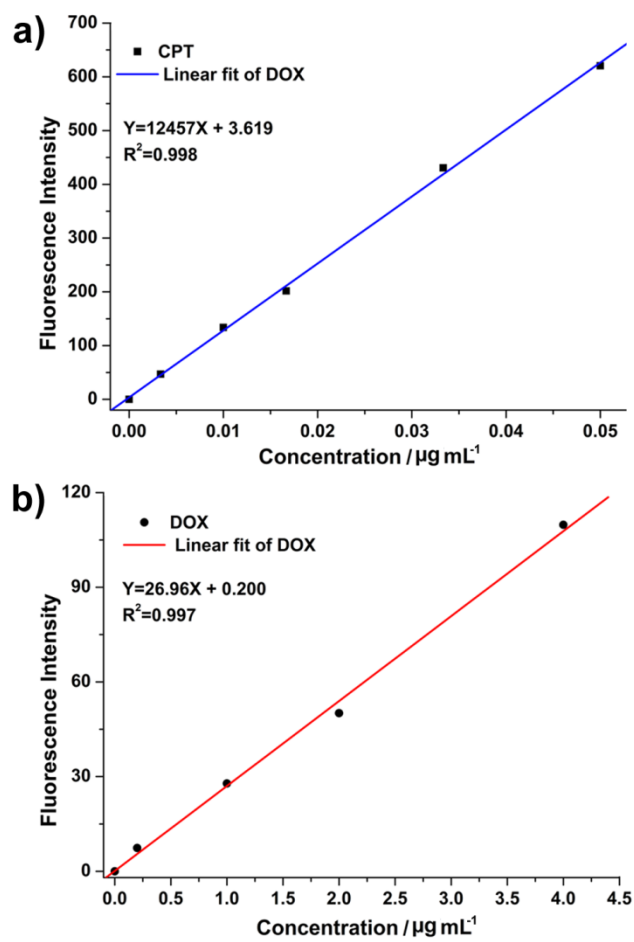 a)
700
600
500
400
300
200
100
0
Fluorescence Intensity
CPT
Linear fit of DOX
Y=12457X + 3.619
R²=0.998
0.00 0.01 0.02 0.03 0.04 0.05
Concentration / μg mL⁻¹
b)
120
90
60
30
0
Fluorescence Intensity
DOX
Linear fit of DOX
Y=26.96X + 0.200
R²=0.997
0.0 0.5 1.0 1.5 2.0 2.5 3.0 3.5 4.0 4.5
Concentration / μg mL⁻¹